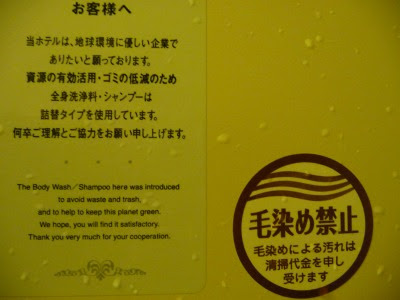 お客様へ
当ホテルは、地球環境に優しい企業で
ありたいと願っております。
資源の有効活用・ゴミの低減のため
全身洗浄料・シャンプーは
詰替タイプを使用しています。
何卒ご理解とご協力をお願い申し上げます。
The Body Wash／Shampoo here was introduced
to avoid waste and trash,
and to help to keep this planet green.
We hope, you will find it satisfactory.
Thank you very much for your cooperation.
毛染め禁止
毛染めによる汚れは
清掃代金を申し
受けます